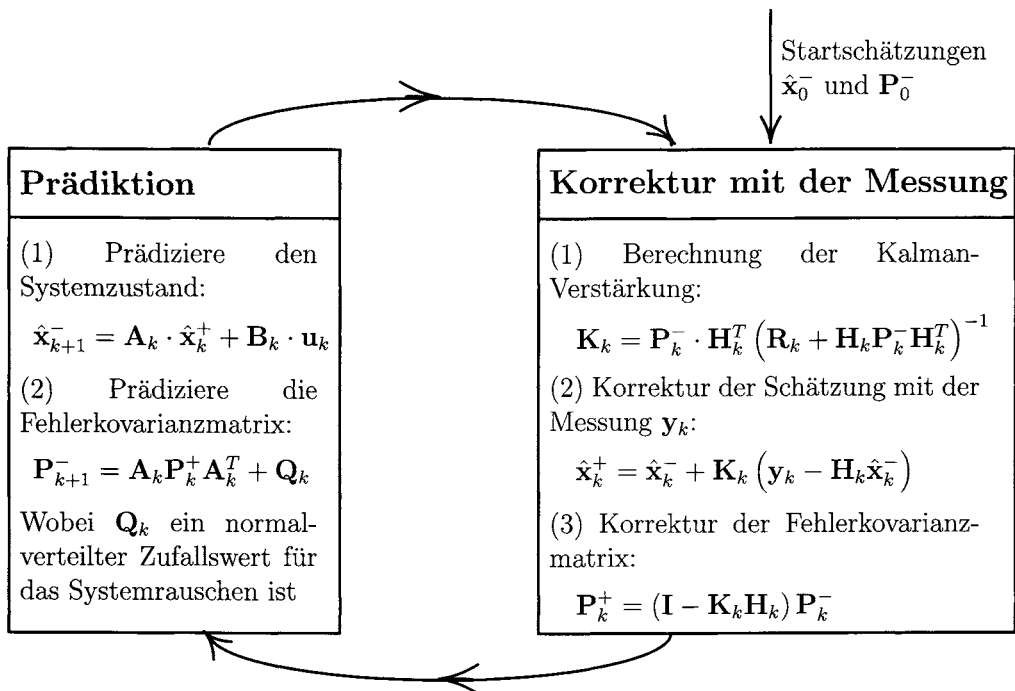 Startschätzungen
x̂₀⁻ und P₀⁻
Prädiktion
(1) Prädiziere den
Systemzustand:
x̂ₖ₊₁⁻ = Aₖ · x̂ₖ⁺ + Bₖ · uₖ
(2) Prädiziere die
Fehlerkovarianzmatrix:
Pₖ₊₁⁻ = AₖPₖ⁺Aₖᵀ + Qₖ
Wobei Qₖ ein normal-
verteilter Zufallswert für
das Systemrauschen ist
Korrektur mit der Messung
(1) Berechnung der Kalman-
Verstärkung:
Kₖ = Pₖ⁻ · Hₖᵀ (Rₖ + HₖPₖ⁻Hₖᵀ)⁻¹
(2) Korrektur der Schätzung mit der
Messung yₖ:
x̂ₖ⁺ = x̂ₖ⁻ + Kₖ (yₖ − Hₖx̂ₖ⁻)
(3) Korrektur der Fehlerkovarianz-
matrix:
Pₖ⁺ = (I − KₖHₖ) Pₖ⁻